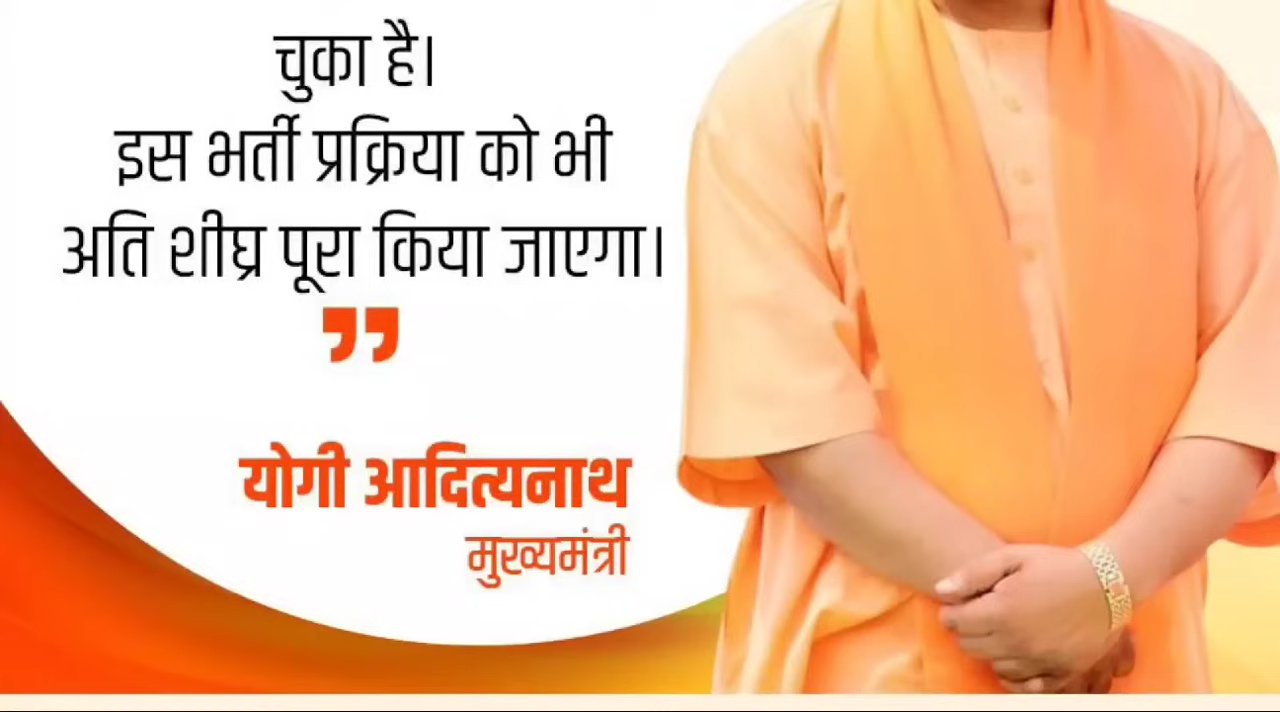 चुका है।
इस भर्ती प्रक्रिया को भी
अति शीघ्र पूरा किया जाएगा।
”
योगी आदित्यनाथ
मुख्यमंत्री